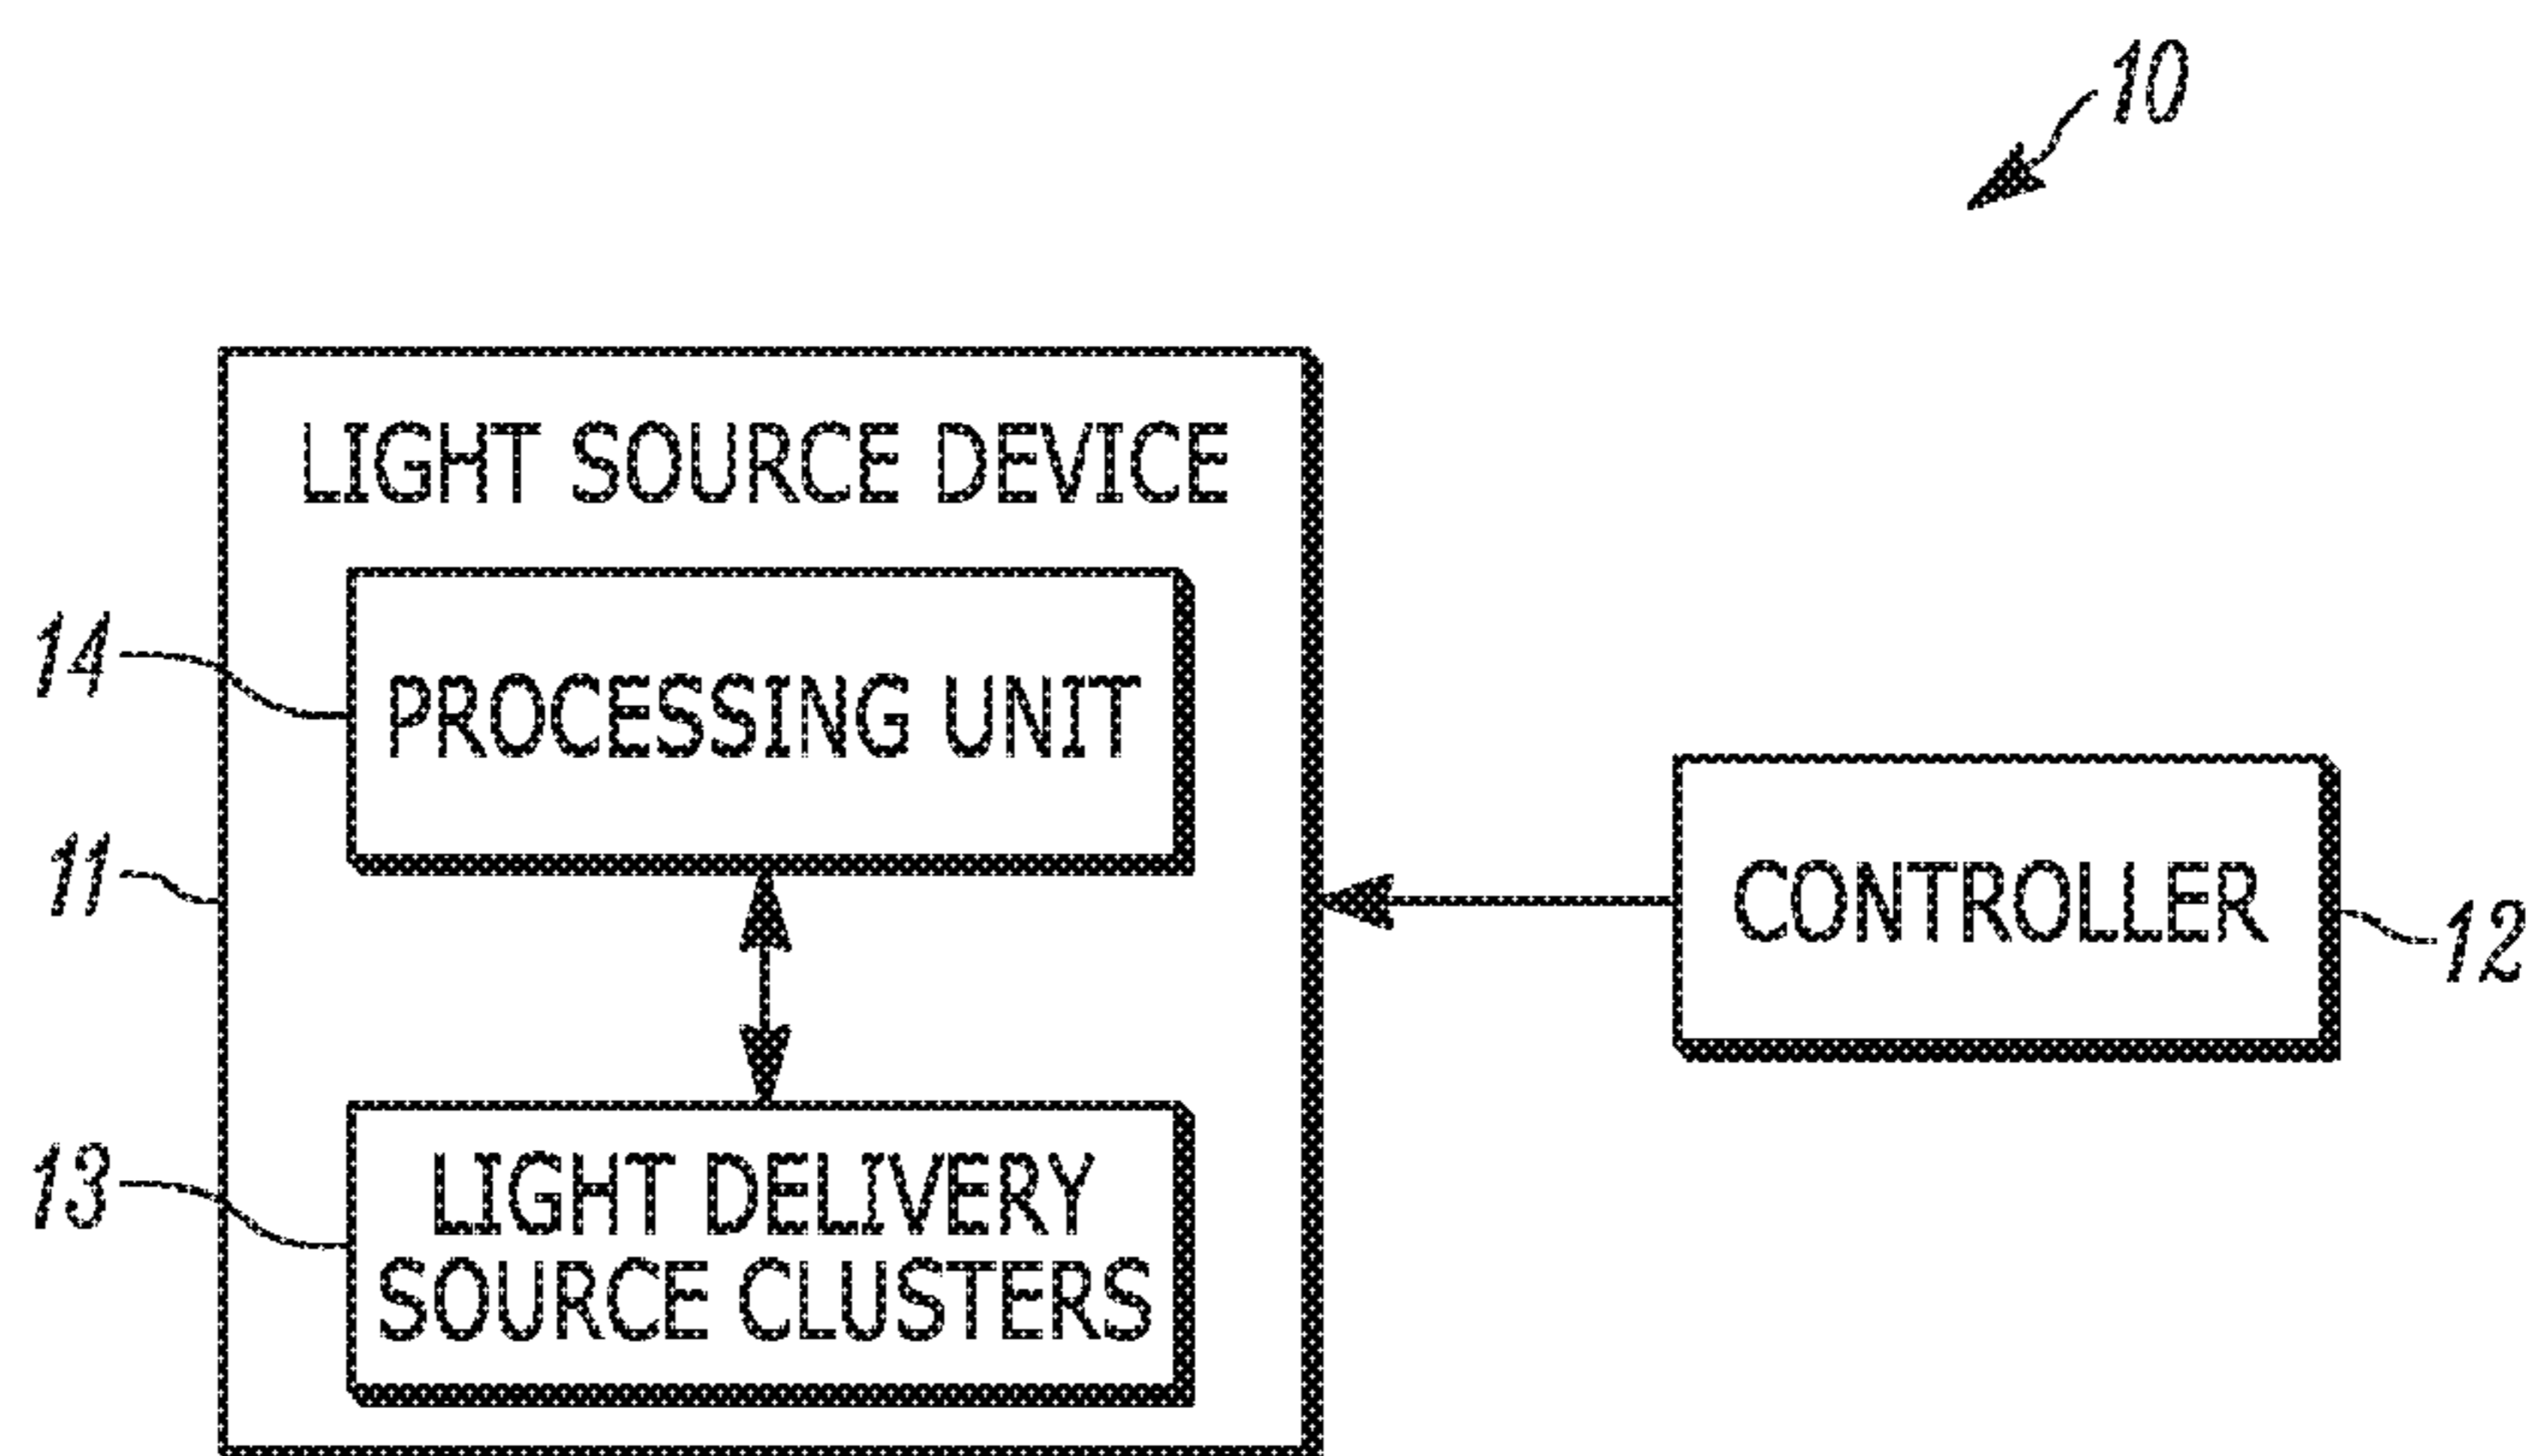 10
LIGHT SOURCE DEVICE
14
PROCESSING UNIT
11
CONTROLLER
12
13
LIGHT DELIVERY
SOURCE CLUSTERS